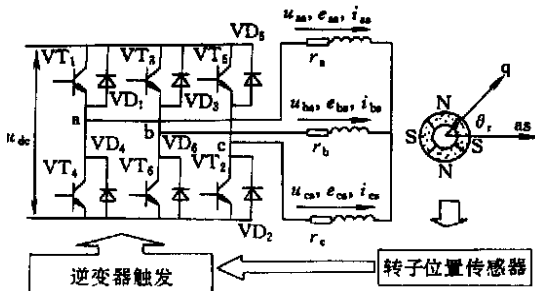 VD₅
VT₁
VT₃
VT₅
VD₁
VD₃
a
b
c
u_dc
VD₄
VD₆
VT₂
VT₄
VT₆
VD₂
u_as, e_as, i_as
r_a
u_bs, e_bs, i_bs
r_b
u_cs, e_cs, i_cs
r_c
q
N
θ_r
S
S
as
N
逆变器触发
转子位置传感器